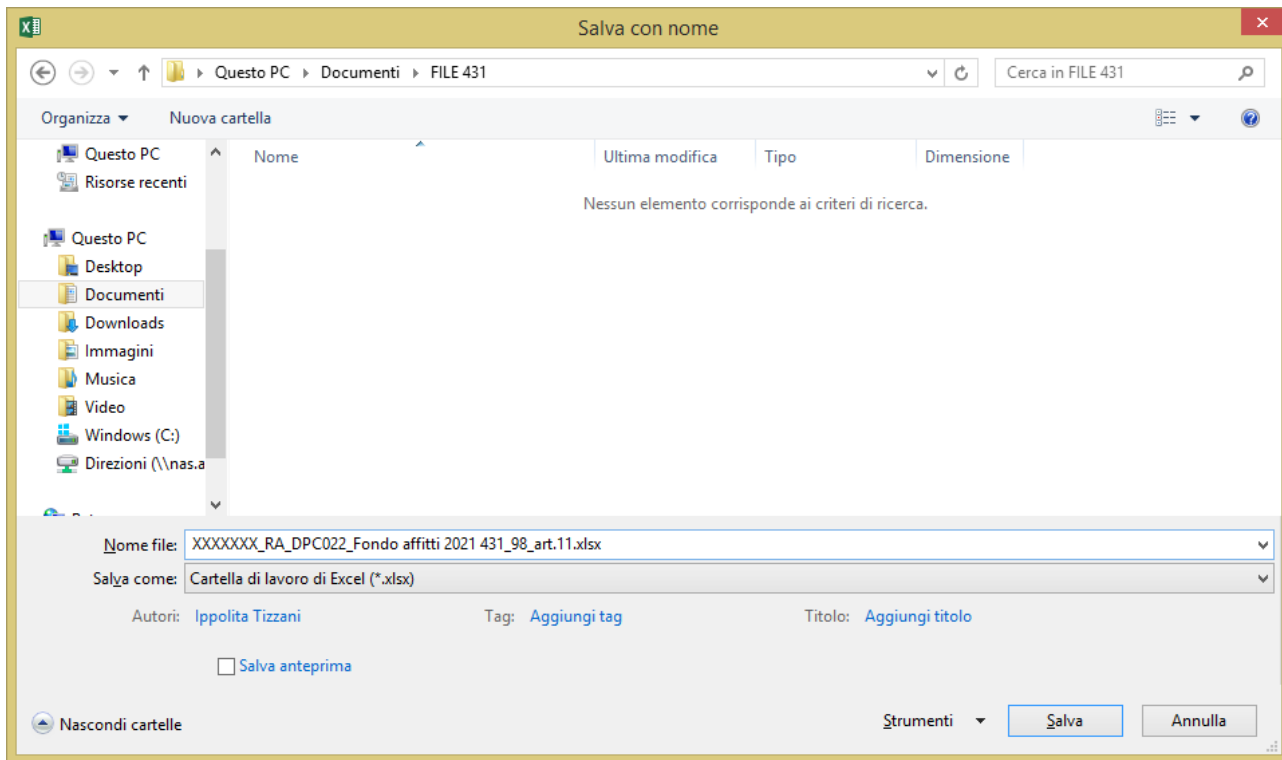 Salva con nome
Questo PC Documenti FILE 431 Cerca in FILE 431
Organizza Nuova cartella
Questo PC
Risorse recenti
Questo PC
Desktop
Documenti
Downloads
Immagini
Musica
Video
Windows (C:)
Direzioni (\\nas.a
Nome Ultima modifica Tipo Dimensione
Nessun elemento corrisponde ai criteri di ricerca.
Nome file: XXXXXXX_RA_DPC022_Fondo affitti 2021 431_98_art.11.xlsx
Salva come: Cartella di lavoro di Excel (*.xlsx)
Autori: Ippolita Tizzani Tag: Aggiungi tag Titolo: Aggiungi titolo
Salva anteprima
Nascondi cartelle Strumenti Salva Annulla